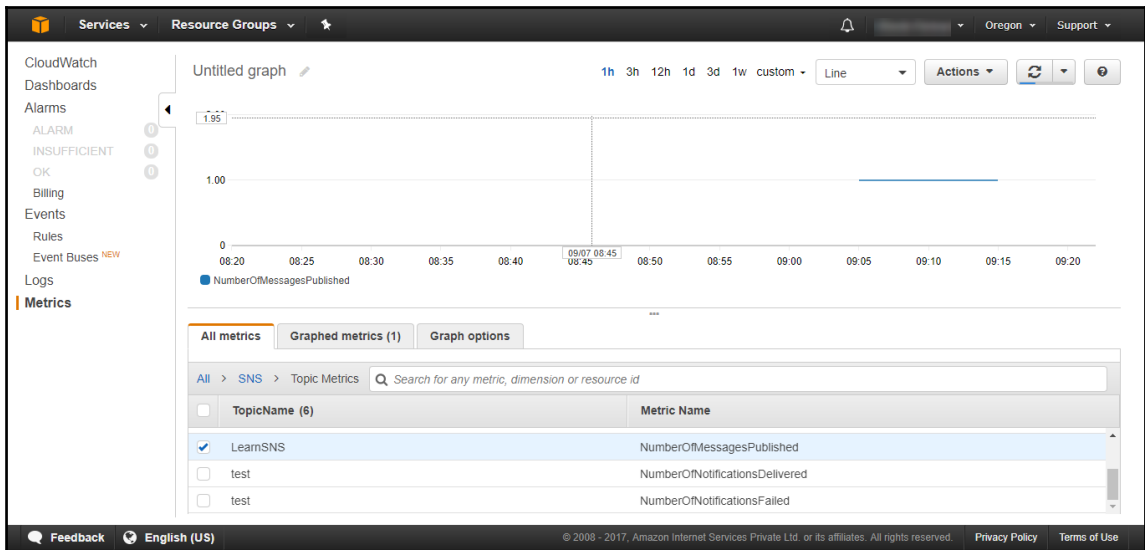 Services Resource Groups Oregon Support
CloudWatch
Dashboards
Alarms
ALARM 0
INSUFFICIENT 0
OK 0
Billing
Events
Rules
Event Buses NEW
Logs
Metrics
Untitled graph 1h 3h 12h 1d 3d 1w custom Line Actions
1.95
1.00
0
08:20 08:25 08:30 08:35 08:40 08:45 08:50 08:55 09:00 09:05 09:10 09:15 09:20
09/07 08:45
NumberOfMessagesPublished
All metrics Graphed metrics (1) Graph options
All > SNS > Topic Metrics Search for any metric, dimension or resource id
TopicName (6) Metric Name
LearnSNS NumberOfMessagesPublished
test NumberOfNotificationsDelivered
test NumberOfNotificationsFailed
Feedback English (US) © 2008 - 2017, Amazon Internet Services Private Ltd. or its affiliates. All rights reserved. Privacy Policy Terms of Use